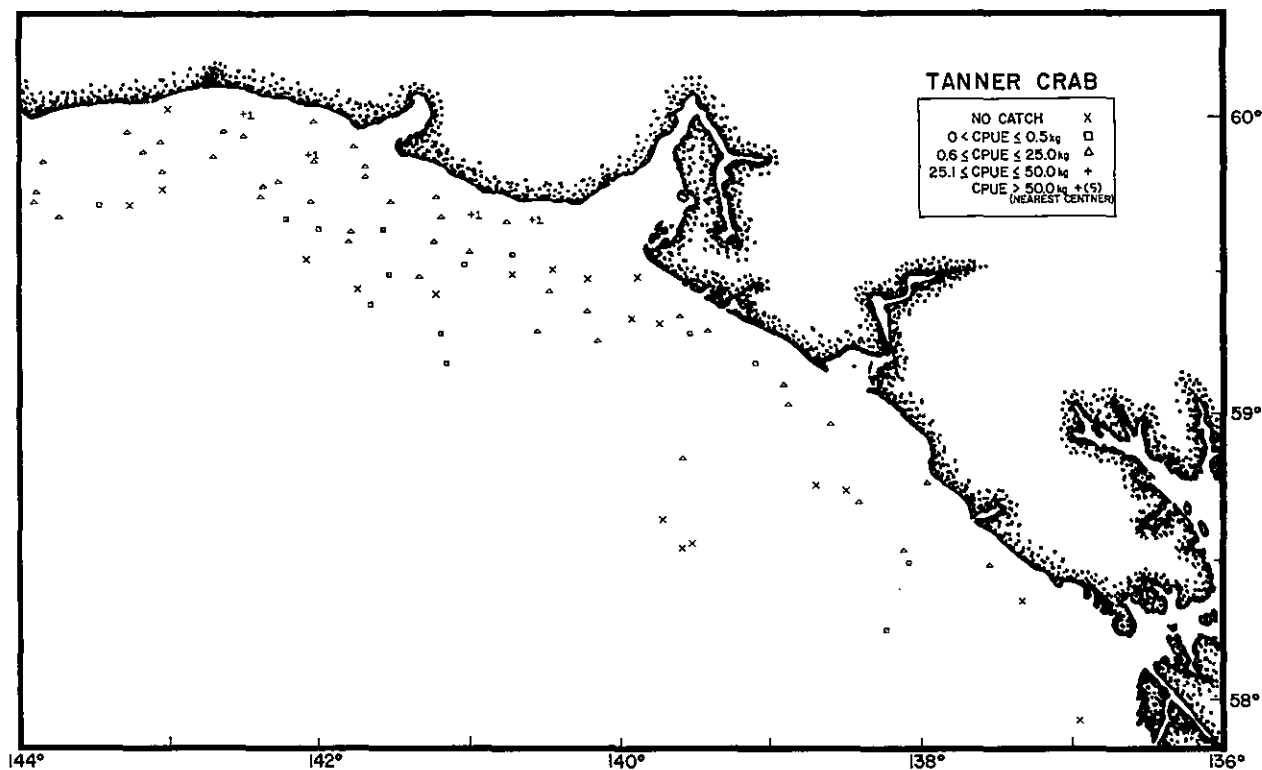 TANNER CRAB
NO CATCH ×
0 < CPUE ≤ 0.5kg □
0.6 ≤ CPUE ≤ 25.0kg △
25.1 ≤ CPUE ≤ 50.0kg +
CPUE > 50.0kg +(5)
(NEAREST CENTNER)
60°
+1
+1
+1
+1
59°
58°
144° 142° 140° 138° 136°